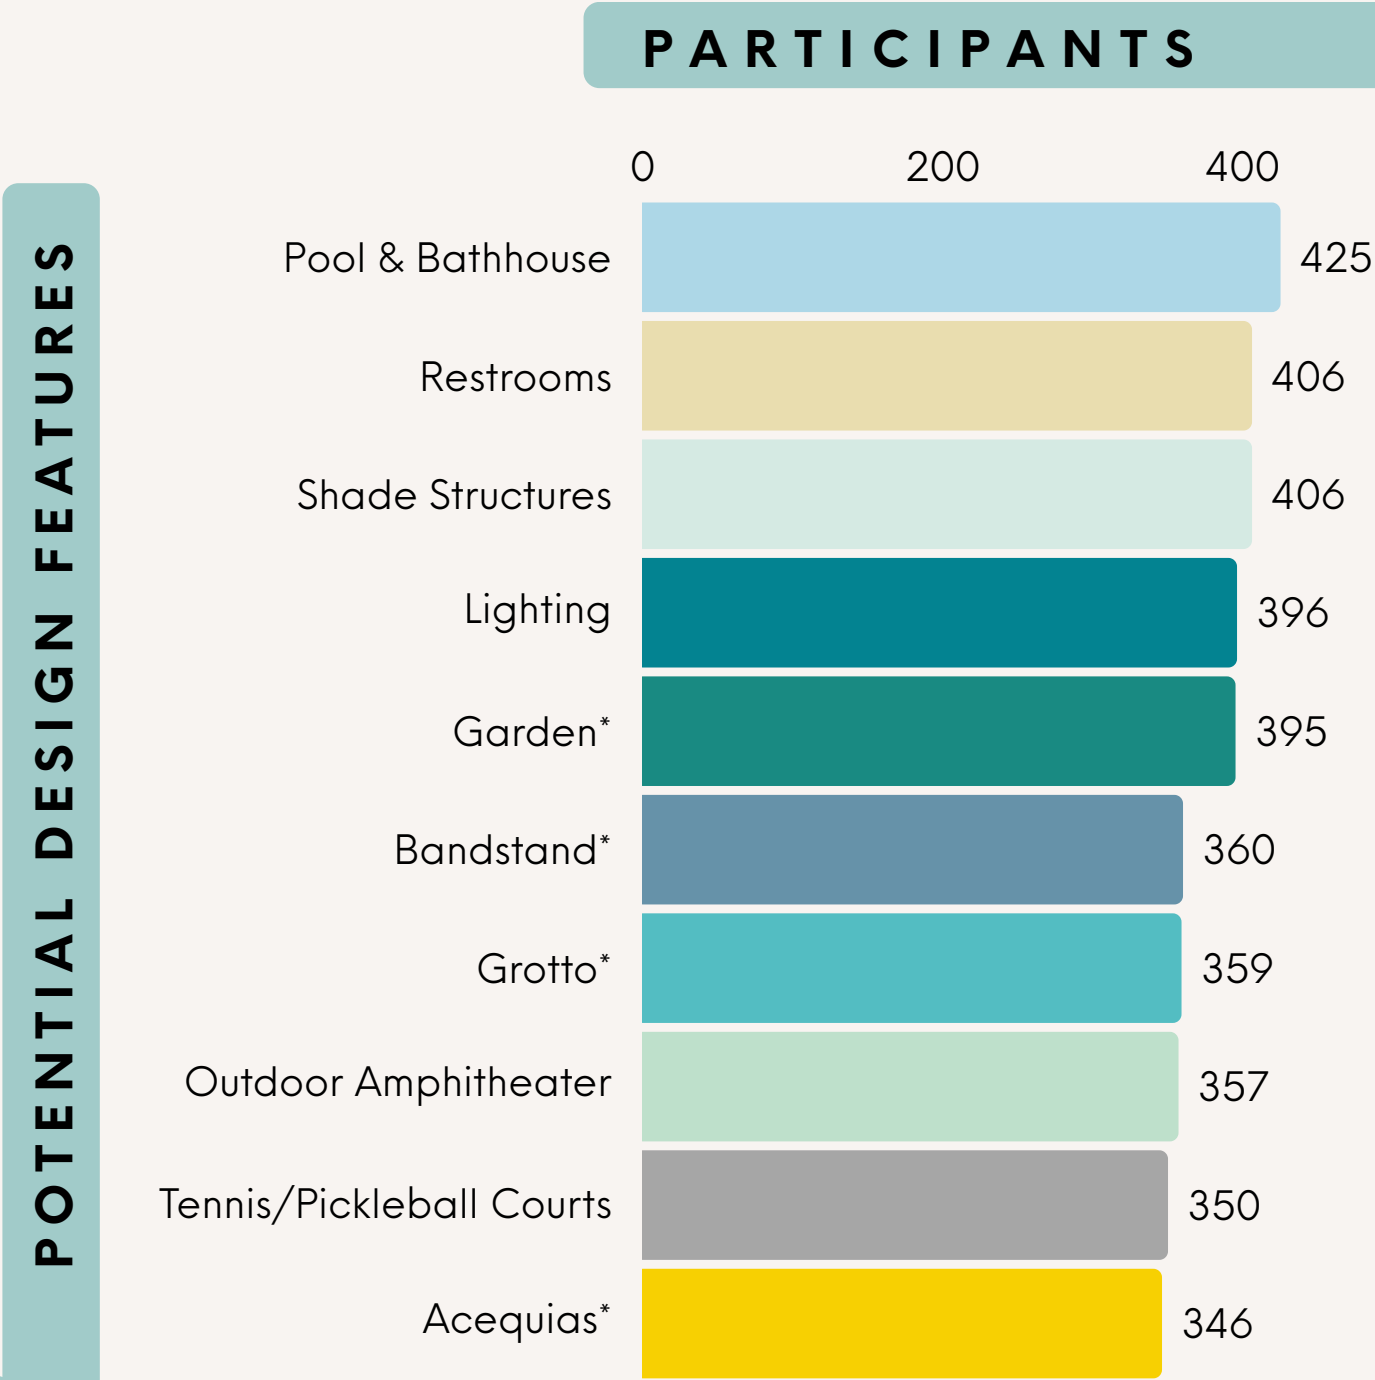 PARTICIPANTS
0 200 400
POTENTIAL DESIGN FEATURES
Pool & Bathhouse 425
Restrooms 406
Shade Structures 406
Lighting 396
Garden* 395
Bandstand* 360
Grotto* 359
Outdoor Amphitheater 357
Tennis/Pickleball Courts 350
Acequias* 346